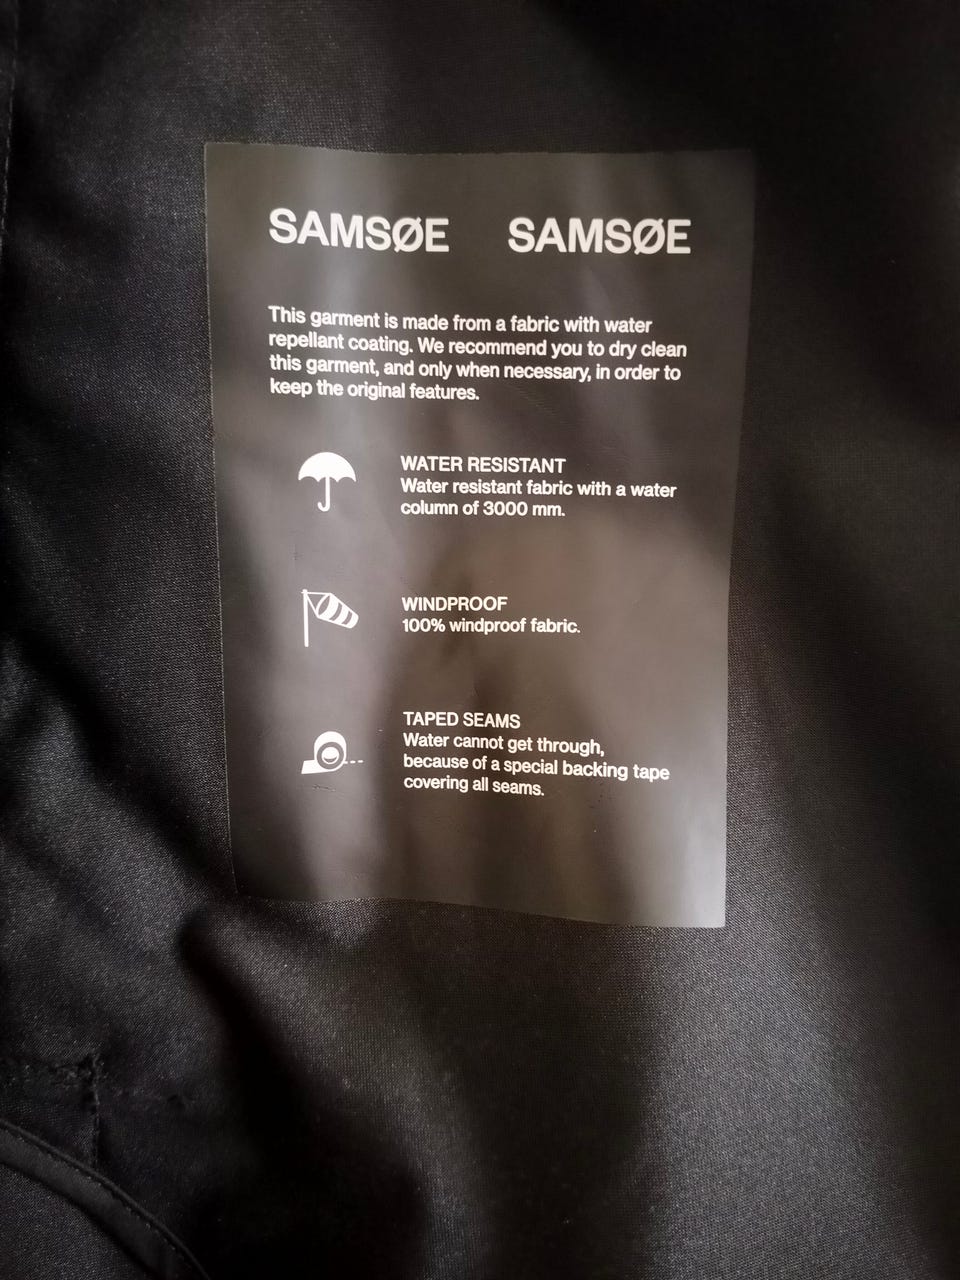 SAMSØE SAMSØE
This garment is made from a fabric with water
repellant coating. We recommend you to dry clean
this garment, and only when necessary, in order to
keep the original features.
WATER RESISTANT
Water resistant fabric with a water
column of 3000 mm.
WINDPROOF
100% windproof fabric.
TAPED SEAMS
Water cannot get through,
because of a special backing tape
covering all seams.